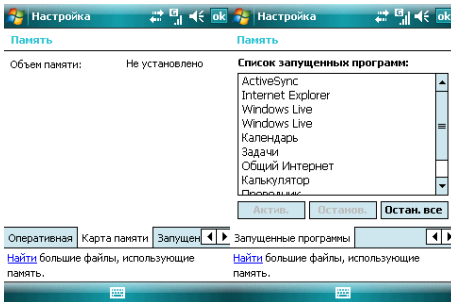 Настройка ok
Память
Объем памяти: Не установлено
Оперативная Карта памяти Запущен
Найти большие файлы, использующие
память.
Настройка ok
Память
Список запущенных программ:
ActiveSync
Internet Explorer
Windows Live
Windows Live
Календарь
Задачи
Общий Интернет
Калькулятор
Проводник
Актив. Останов. Остан. все
Запущенные программы
Найти большие файлы, использующие
память.